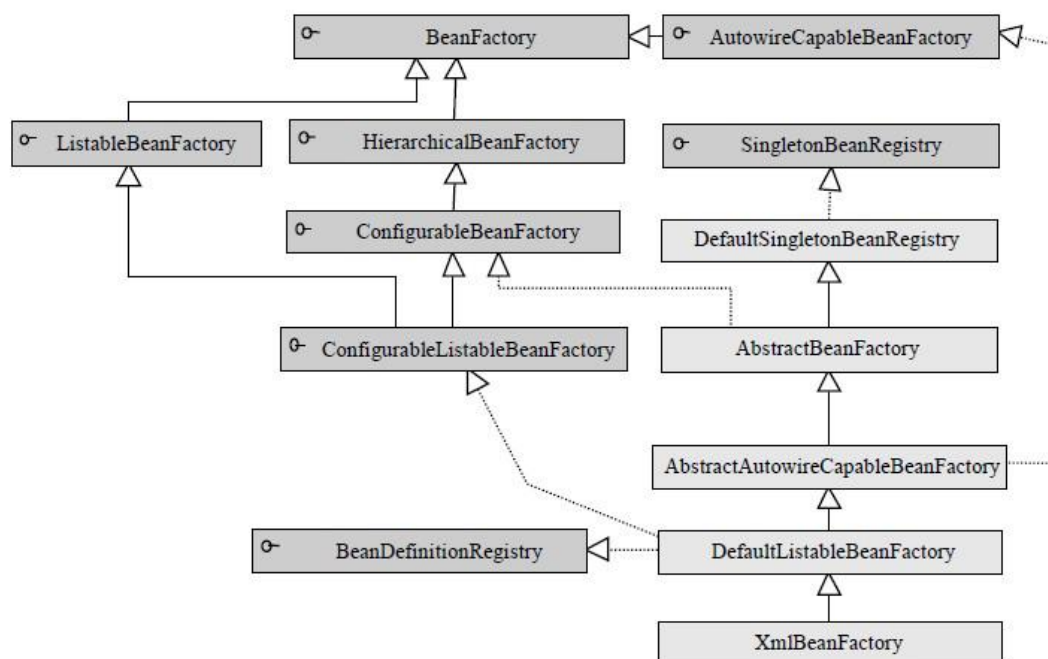 BeanFactory
AutowireCapableBeanFactory
ListableBeanFactory
HierarchicalBeanFactory
SingletonBeanRegistry
ConfigurableBeanFactory
DefaultSingletonBeanRegistry
ConfigurableListableBeanFactory
AbstractBeanFactory
AbstractAutowireCapableBeanFactory
BeanDefinitionRegistry
DefaultListableBeanFactory
XmlBeanFactory